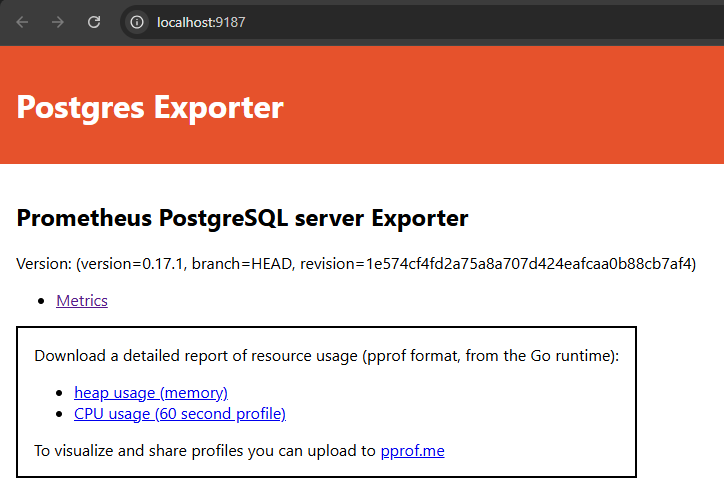 localhost:9187
Postgres Exporter
Prometheus PostgreSQL server Exporter
Version: (version=0.17.1, branch=HEAD, revision=1e574cf4fd2a75a8a707d424eafcaa0b88cb7af4)
Metrics
Download a detailed report of resource usage (pprof format, from the Go runtime):
heap usage (memory)
CPU usage (60 second profile)
To visualize and share profiles you can upload to pprof.me